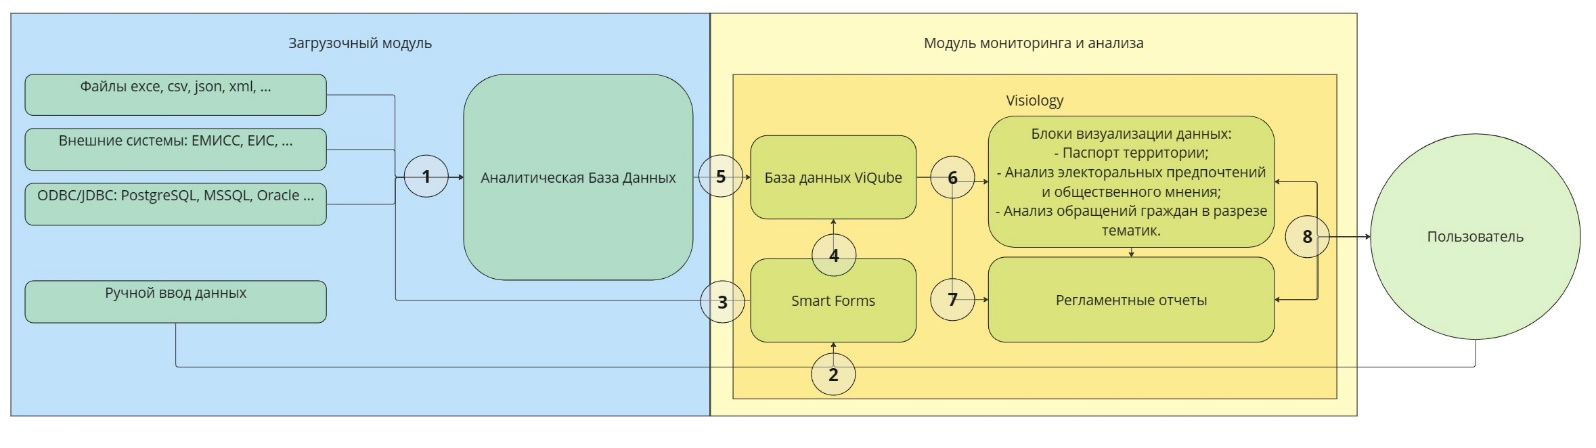 Загрузочный модуль
Файлы exce, csv, json, xml, ...
Внешние системы: ЕМИСС, ЕИС, ...
ODBC/JDBC: PostgreSQL, MSSQL, Oracle ...
Ручной ввод данных
1
Аналитическая База Данных
Модуль мониторинга и анализа
Visiology
5
База данных ViQube
4
3
Smart Forms
2
6
Блоки визуализации данных:
- Паспорт территории;
- Анализ электоральных предпочтений
и общественного мнения;
- Анализ обращений граждан в разрезе
тематик.
7
Регламентные отчеты
8
Пользователь